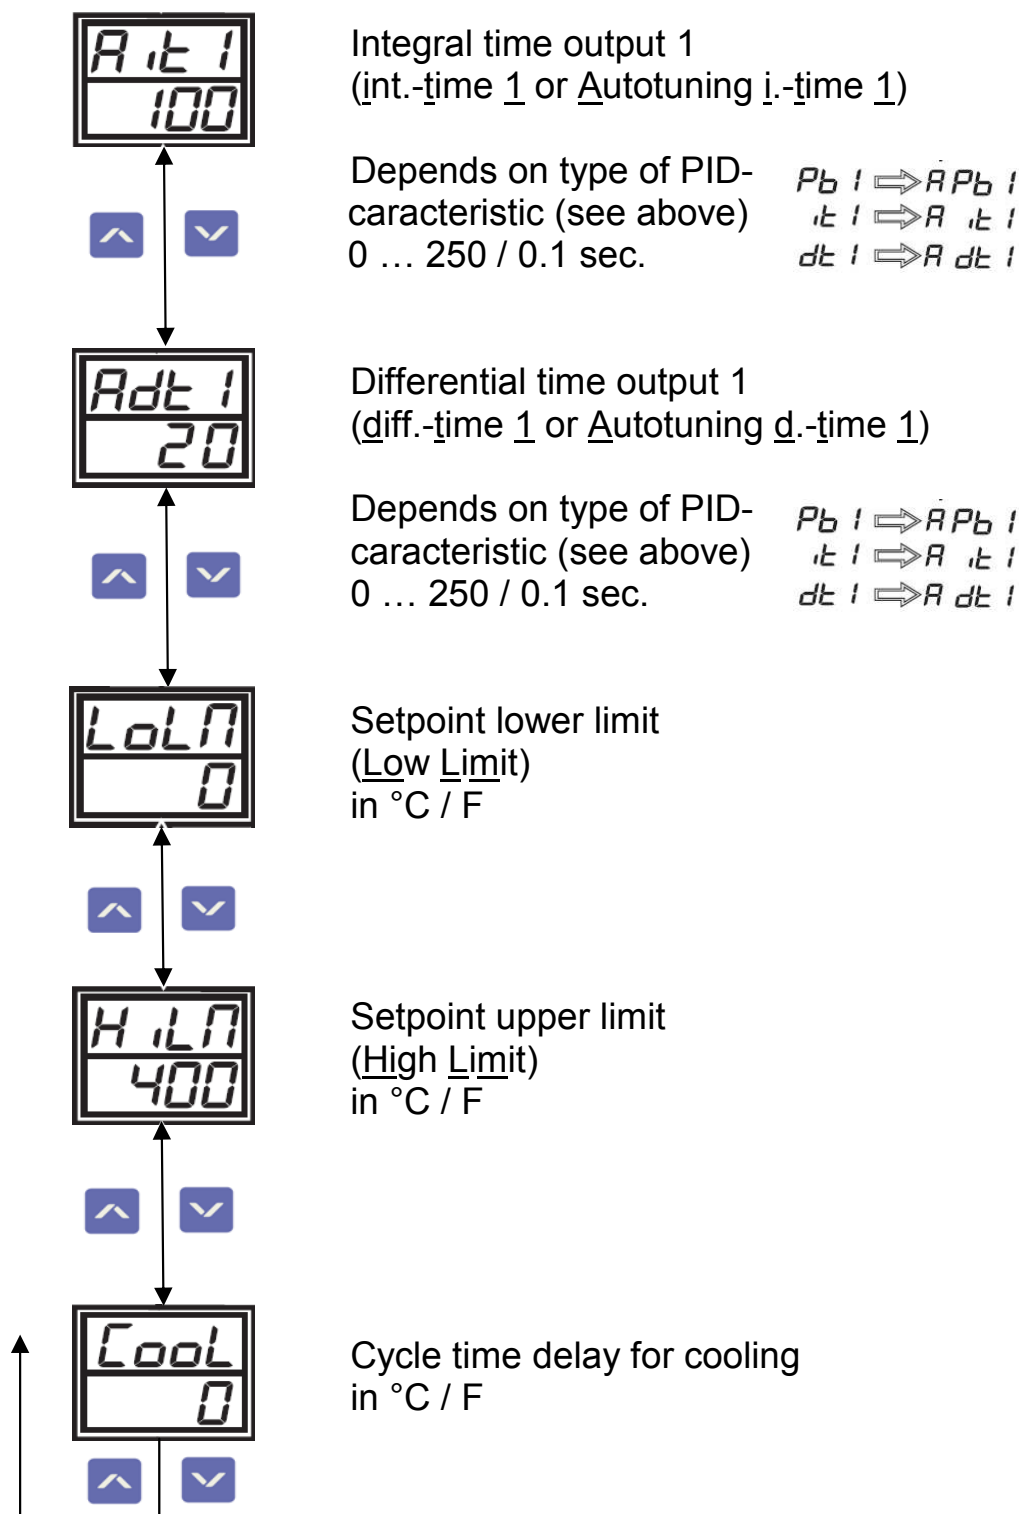 Ait1
100
Integral time output 1
(int.-time 1 or Autotuning i.-time 1)
Depends on type of PID-
caracteristic (see above)
0 … 250 / 0.1 sec.
Pb1 ⇨ APb1
it1 ⇨ A it1
dt1 ⇨ A dt1
Adt1
20
Differential time output 1
(diff.-time 1 or Autotuning d.-time 1)
Depends on type of PID-
caracteristic (see above)
0 … 250 / 0.1 sec.
Pb1 ⇨ APb1
it1 ⇨ A it1
dt1 ⇨ A dt1
LoLM
0
Setpoint lower limit
(Low Limit)
in °C / F
HiLM
400
Setpoint upper limit
(High Limit)
in °C / F
CooL
0
Cycle time delay for cooling
in °C / F